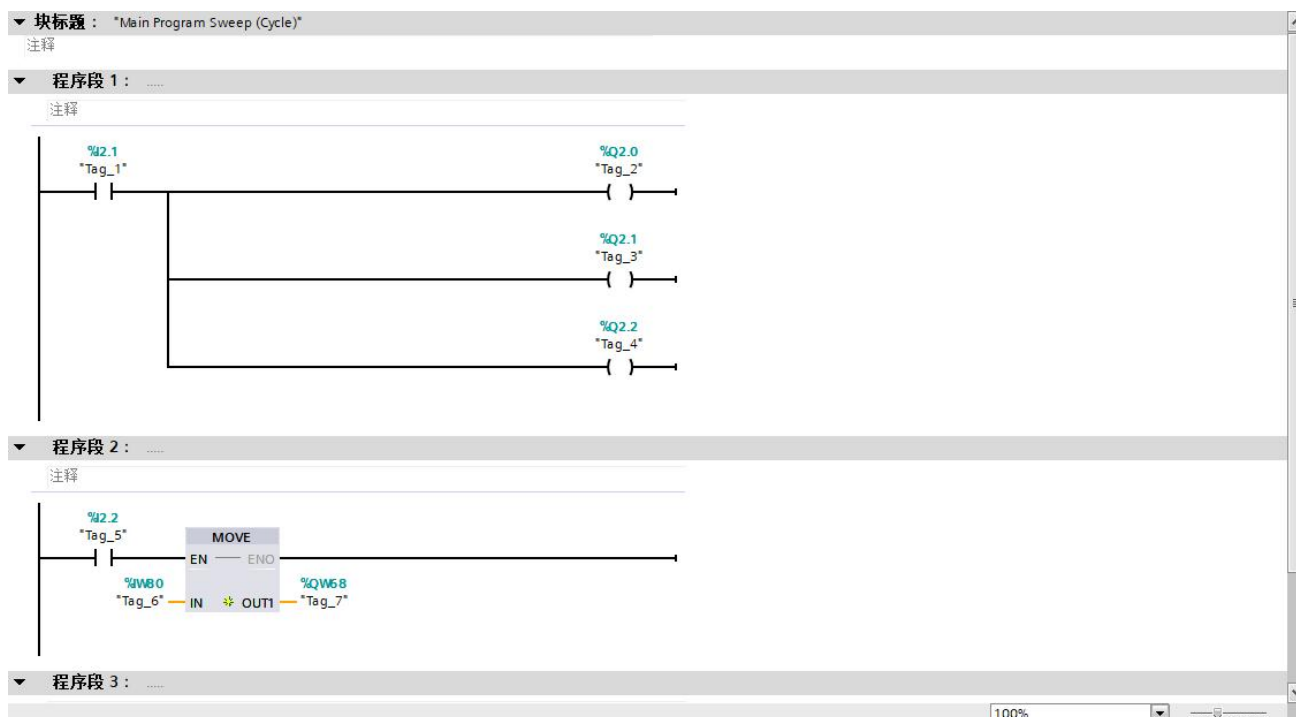 块标题： "Main Program Sweep (Cycle)"
注释
程序段 1： .....
注释
%I2.1
"Tag_1"
%Q2.0
"Tag_2"
%Q2.1
"Tag_3"
%Q2.2
"Tag_4"
程序段 2： .....
注释
%I2.2
"Tag_5"
MOVE
EN ENO
%IW80
"Tag_6"
IN OUT1
%QW68
"Tag_7"
程序段 3： .....
100%